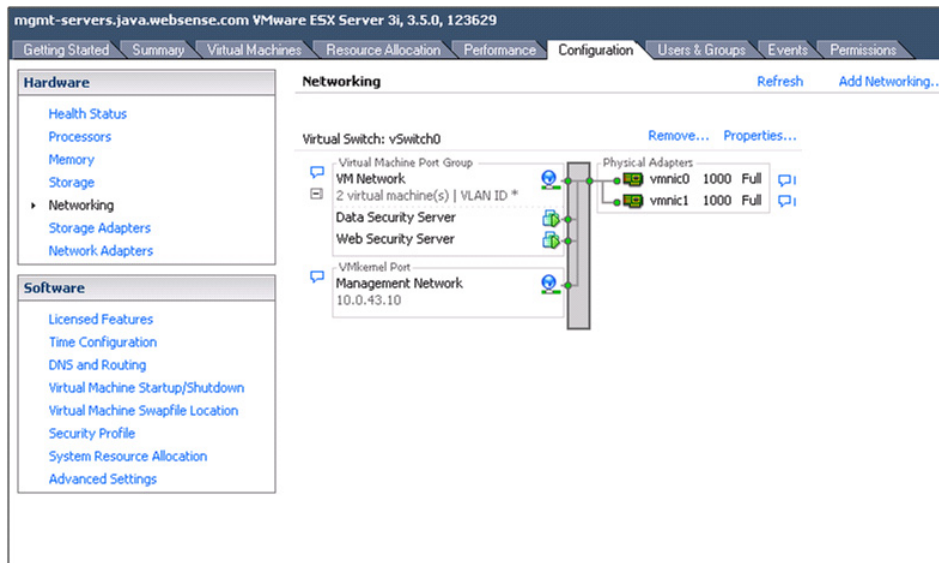 mgmt-servers.java.websense.com VMware ESX Server 3i, 3.5.0, 123629
Getting Started Summary Virtual Machines Resource Allocation Performance Configuration Users & Groups Events Permissions
Hardware
Health Status
Processors
Memory
Storage
Networking
Storage Adapters
Network Adapters
Software
Licensed Features
Time Configuration
DNS and Routing
Virtual Machine Startup/Shutdown
Virtual Machine Swapfile Location
Security Profile
System Resource Allocation
Advanced Settings
Networking Refresh Add Networking..
Virtual Switch: vSwitch0 Remove... Properties...
Virtual Machine Port Group
VM Network
2 virtual machine(s) | VLAN ID *
Data Security Server
Web Security Server
VMkernel Port
Management Network
10.0.43.10
Physical Adapters
vmnic0 1000 Full
vmnic1 1000 Full